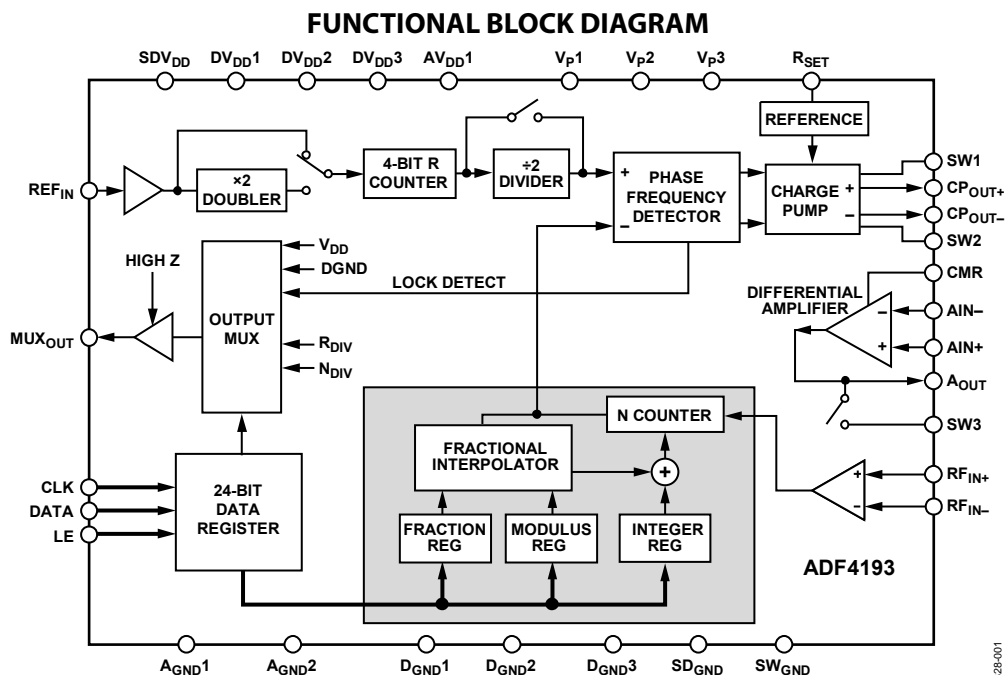 FUNCTIONAL BLOCK DIAGRAM
SDVDD DVDD1 DVDD2 DVDD3 AVDD1 VP1 VP2 VP3 RSET
REFERENCE
REFIN
×2
DOUBLER
4-BIT R
COUNTER
÷2
DIVIDER
+
−
PHASE
FREQUENCY
DETECTOR
CHARGE
PUMP
+
−
SW1
CPOUT+
CPOUT–
SW2
HIGH Z
MUXOUT
OUTPUT
MUX
VDD
DGND
LOCK DETECT
RDIV
NDIV
DIFFERENTIAL
AMPLIFIER
−
+
CMR
AIN–
AIN+
AOUT
SW3
N COUNTER
FRACTIONAL
INTERPOLATOR
+
+
−
RFIN+
RFIN–
CLK
DATA
LE
24-BIT
DATA
REGISTER
FRACTION
REG
MODULUS
REG
INTEGER
REG
ADF4193
AGND1 AGND2 DGND1 DGND2 DGND3 SDGND SWGND
28-001